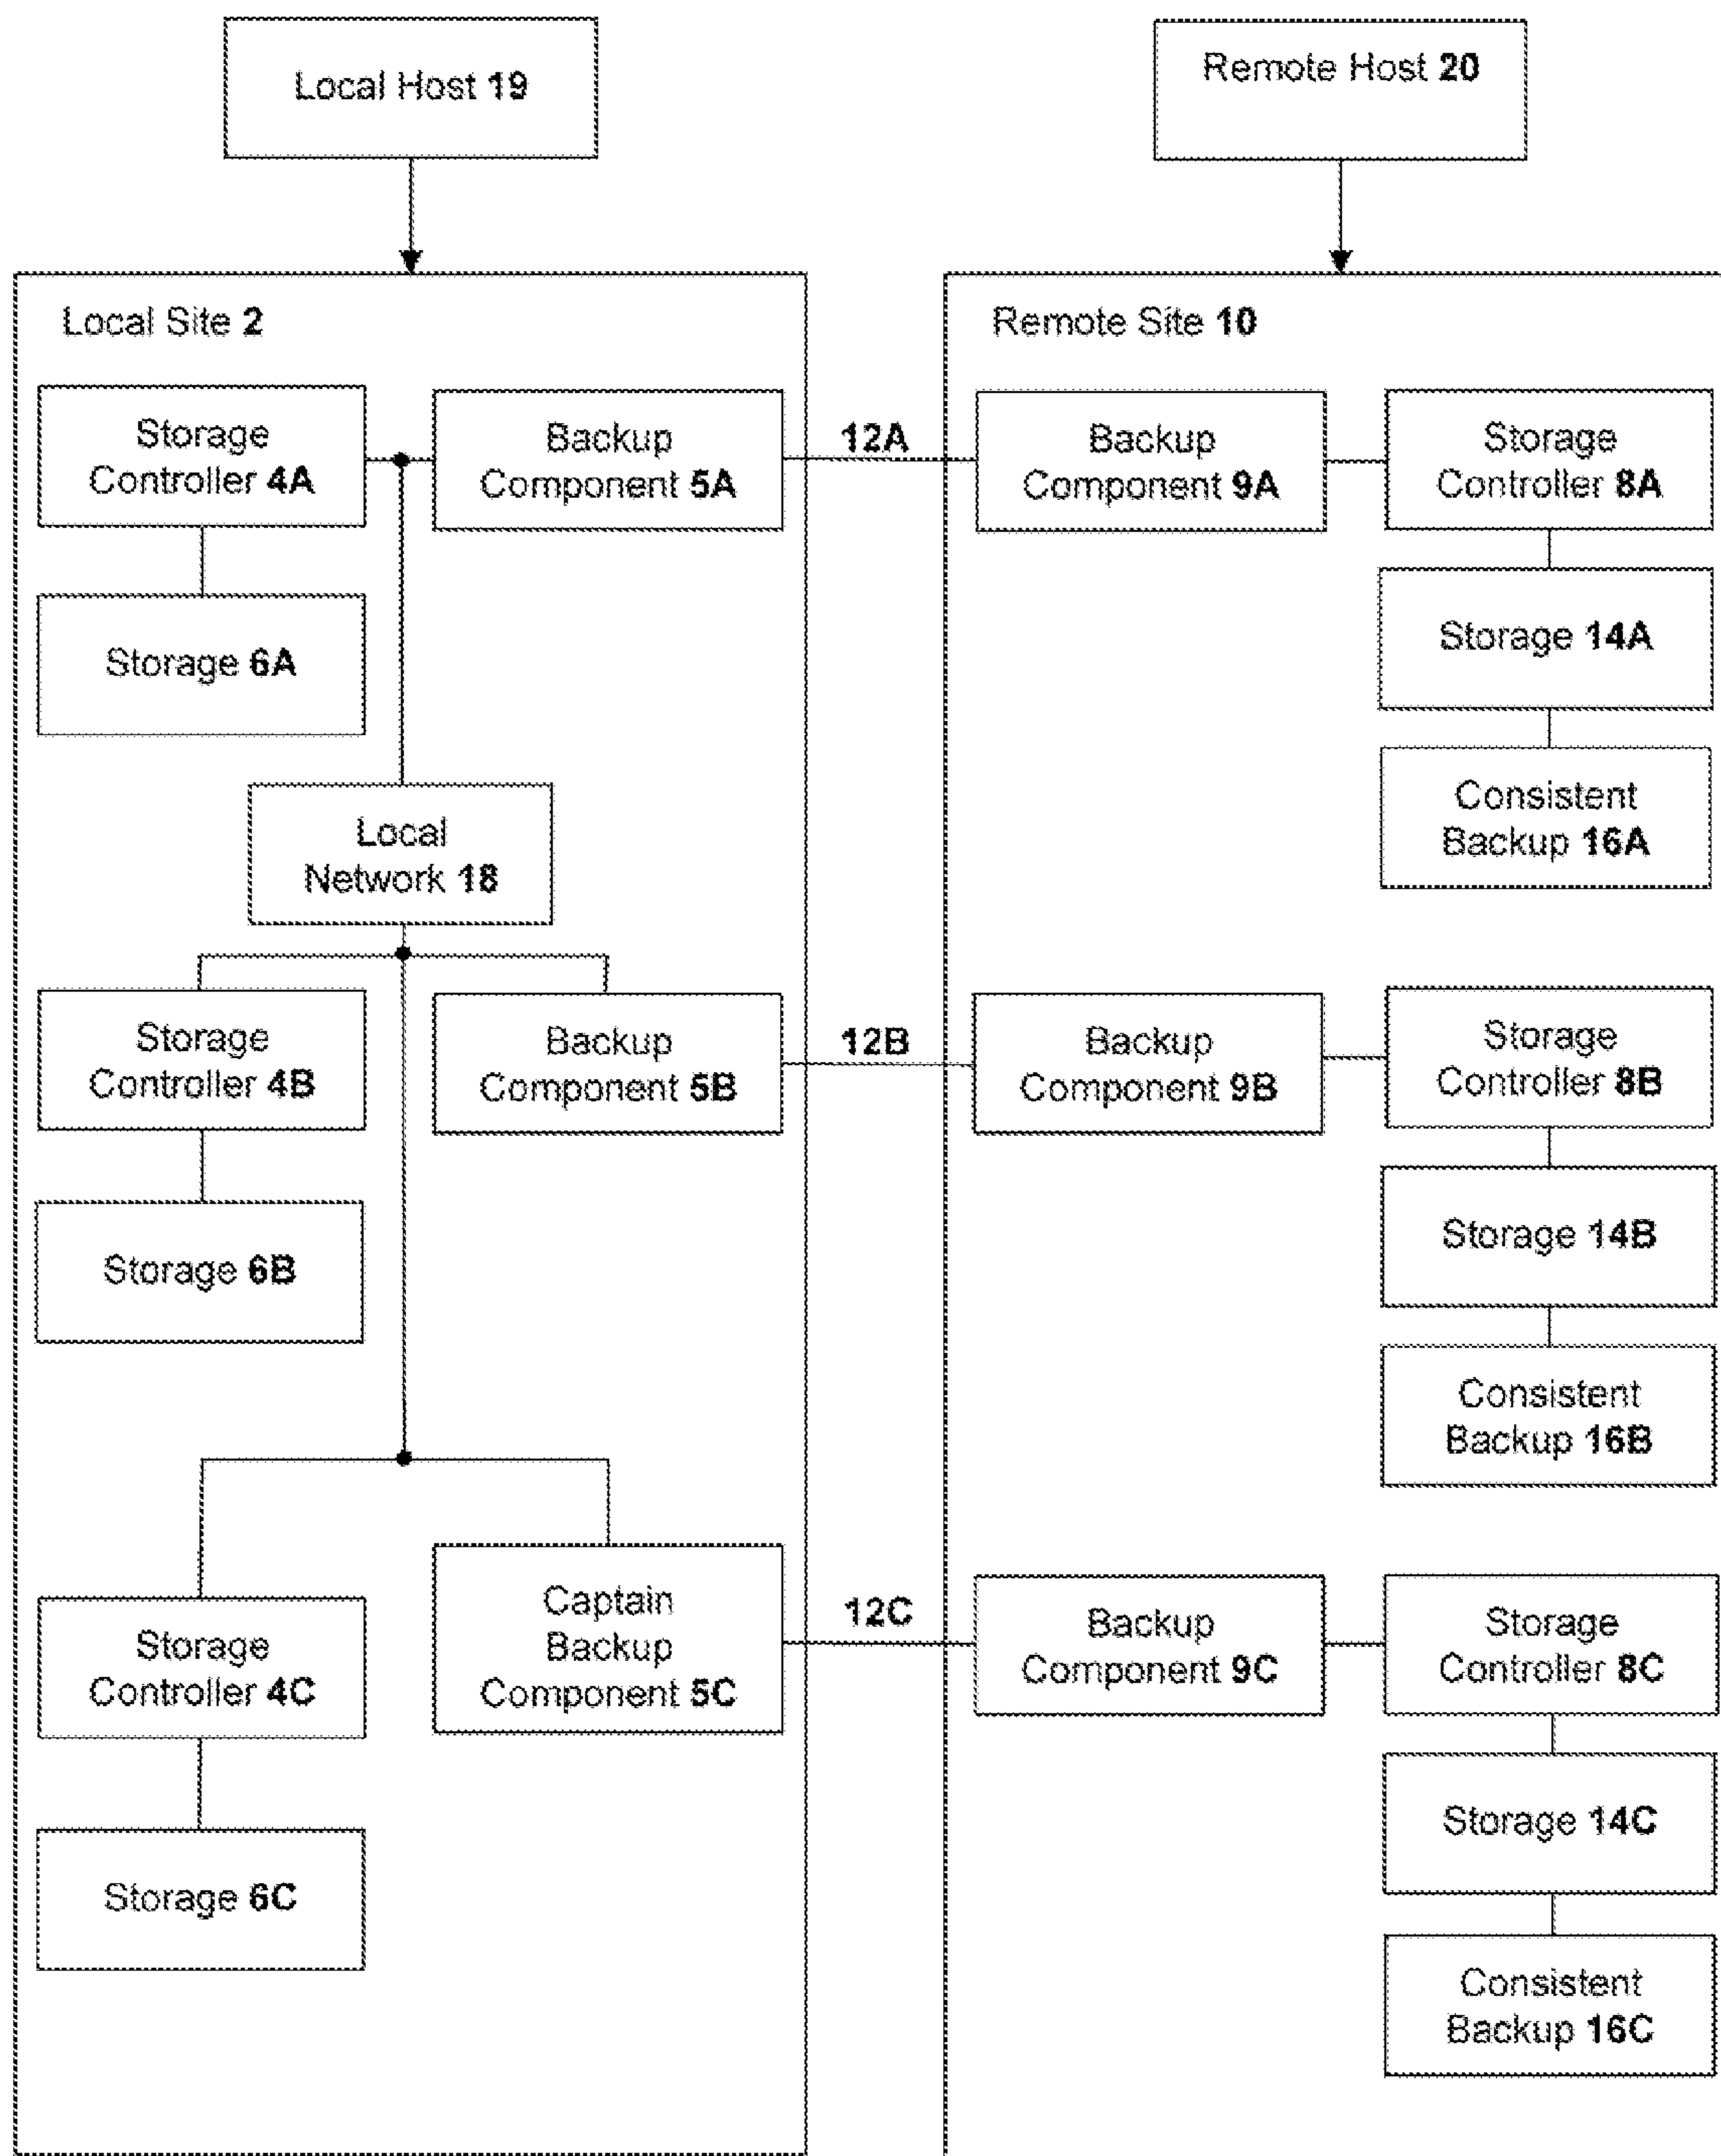 Local Host 19
Remote Host 20
Local Site 2
Remote Site 10
Storage
Controller 4A
Backup
Component 5A
12A
Backup
Component 9A
Storage
Controller 8A
Storage 6A
Storage 14A
Local
Network 18
Consistent
Backup 16A
Storage
Controller 4B
Backup
Component 5B
12B
Backup
Component 9B
Storage
Controller 8B
Storage 6B
Storage 14B
Consistent
Backup 16B
Storage
Controller 4C
Captain
Backup
Component 5C
12C
Backup
Component 9C
Storage
Controller 8C
Storage 6C
Storage 14C
Consistent
Backup 16C